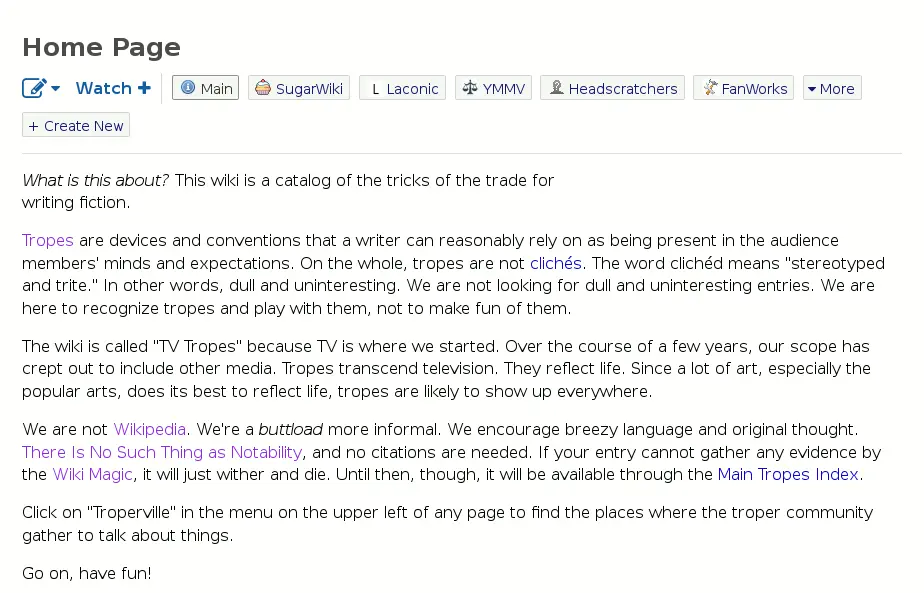 Home Page
Watch + Main SugarWiki L Laconic YMMV Headscratchers FanWorks More
+ Create New
What is this about? This wiki is a catalog of the tricks of the trade for
writing fiction.
Tropes are devices and conventions that a writer can reasonably rely on as being present in the audience
members' minds and expectations. On the whole, tropes are not clichés. The word clichéd means "stereotyped
and trite." In other words, dull and uninteresting. We are not looking for dull and uninteresting entries. We are
here to recognize tropes and play with them, not to make fun of them.
The wiki is called "TV Tropes" because TV is where we started. Over the course of a few years, our scope has
crept out to include other media. Tropes transcend television. They reflect life. Since a lot of art, especially the
popular arts, does its best to reflect life, tropes are likely to show up everywhere.
We are not Wikipedia. We're a buttload more informal. We encourage breezy language and original thought.
There Is No Such Thing as Notability, and no citations are needed. If your entry cannot gather any evidence by
the Wiki Magic, it will just wither and die. Until then, though, it will be available through the Main Tropes Index.
Click on "Troperville" in the menu on the upper left of any page to find the places where the troper community
gather to talk about things.
Go on, have fun!